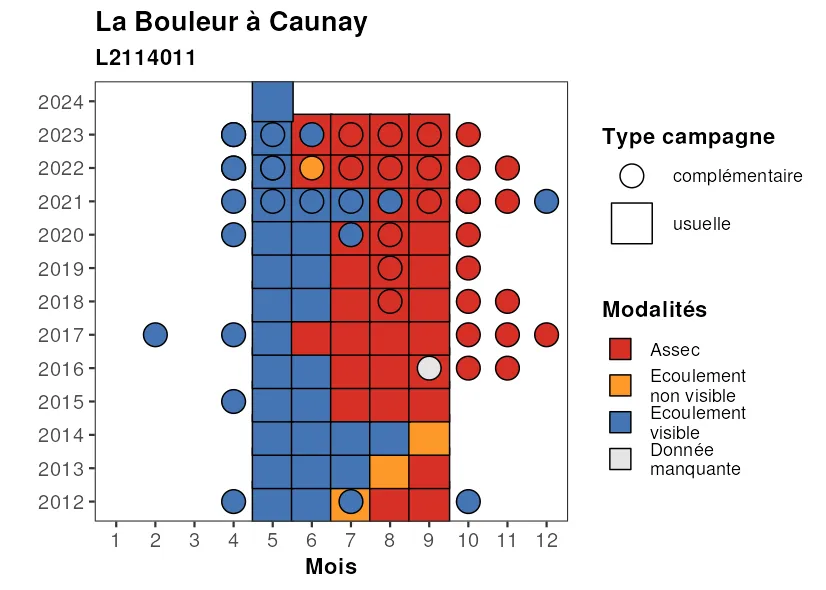 La Bouleur à Caunay
L2114011
2024
2023
2022
2021
2020
2019
2018
2017
2016
2015
2014
2013
2012
1 2 3 4 5 6 7 8 9 10 11 12
Mois
Type campagne
complémentaire
usuelle
Modalités
Assec
Ecoulement
non visible
Ecoulement
visible
Donnée
manquante